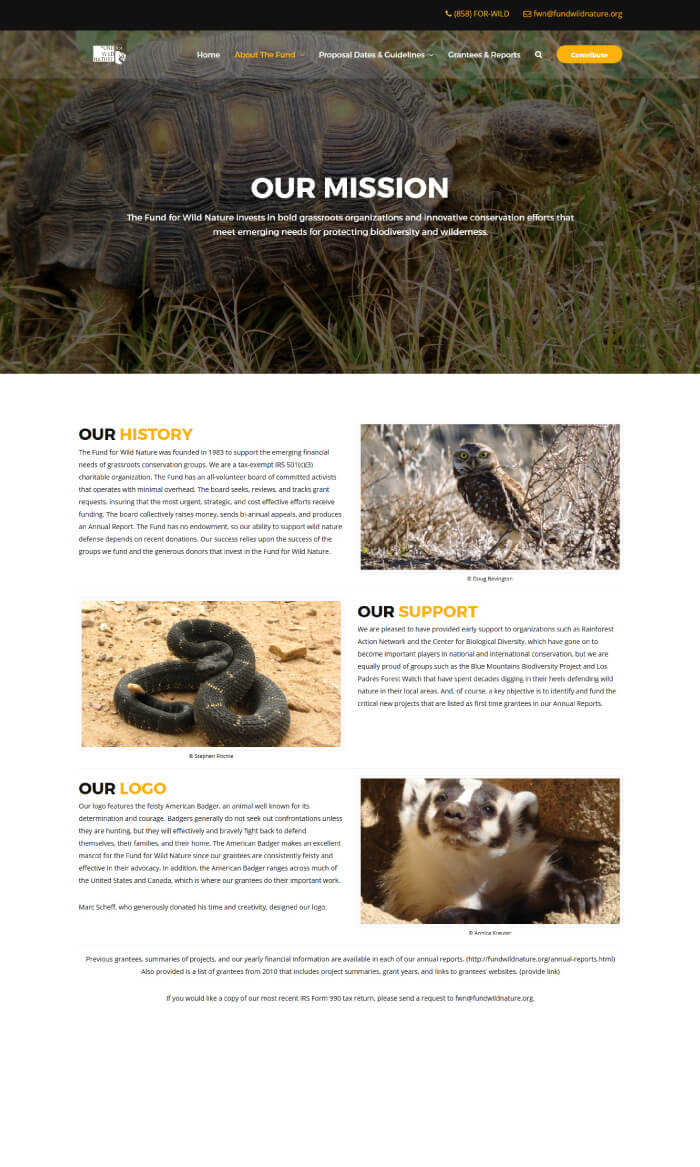 (858) FOR-WILD fwn@fundwildnature.org
FUND FOR
WILD
NATURE
Home About The Fund Proposal Dates & Guidelines Grantees & Reports Contribute
OUR MISSION
The Fund for Wild Nature invests in bold grassroots organizations and innovative conservation efforts that
meet emerging needs for protecting biodiversity and wilderness.
OUR HISTORY
The Fund for Wild Nature was founded in 1983 to support the emerging financial
needs of grassroots conservation groups. We are a tax-exempt IRS 501(c)(3)
charitable organization. The Fund has an all-volunteer board of committed activists
that operates with minimal overhead. The board seeks, reviews, and tracks grant
requests, insuring that the most urgent, strategic, and cost effective efforts receive
funding. The board collectively raises money, sends bi-annual appeals, and produces
an Annual Report. The Fund has no endowment, so our ability to support wild nature
defense depends on recent donations. Our success relies upon the success of the
groups we fund and the generous donors that invest in the Fund for Wild Nature.
© Doug Bevington
OUR SUPPORT
We are pleased to have provided early support to organizations such as Rainforest
Action Network and the Center for Biological Diversity, which have gone on to
become important players in national and international conservation, but we are
equally proud of groups such as the Blue Mountains Biodiversity Project and Los
Padres Forest Watch that have spent decades digging in their heels defending wild
nature in their local areas. And, of course, a key objective is to identify and fund the
critical new projects that are listed as first time grantees in our Annual Reports.
© Stephen Ritchie
OUR LOGO
Our logo features the feisty American Badger, an animal well known for its
determination and courage. Badgers generally do not seek out confrontations unless
they are hunting, but they will effectively and bravely fight back to defend
themselves, their families, and their home. The American Badger makes an excellent
mascot for the Fund for Wild Nature since our grantees are consistently feisty and
effective in their advocacy. In addition, the American Badger ranges across much of
the United States and Canada, which is where our grantees do their important work.
Marc Scheff, who generously donated his time and creativity, designed our logo.
© Annica Kreuter
Previous grantees, summaries of projects, and our yearly financial information are available in each of our annual reports. (http://fundwildnature.org/annual-reports.html)
Also provided is a list of grantees from 2010 that includes project summaries, grant years, and links to grantees' websites. (provide link)
If you would like a copy of our most recent IRS Form 990 tax return, please send a request to fwn@fundwildnature.org.